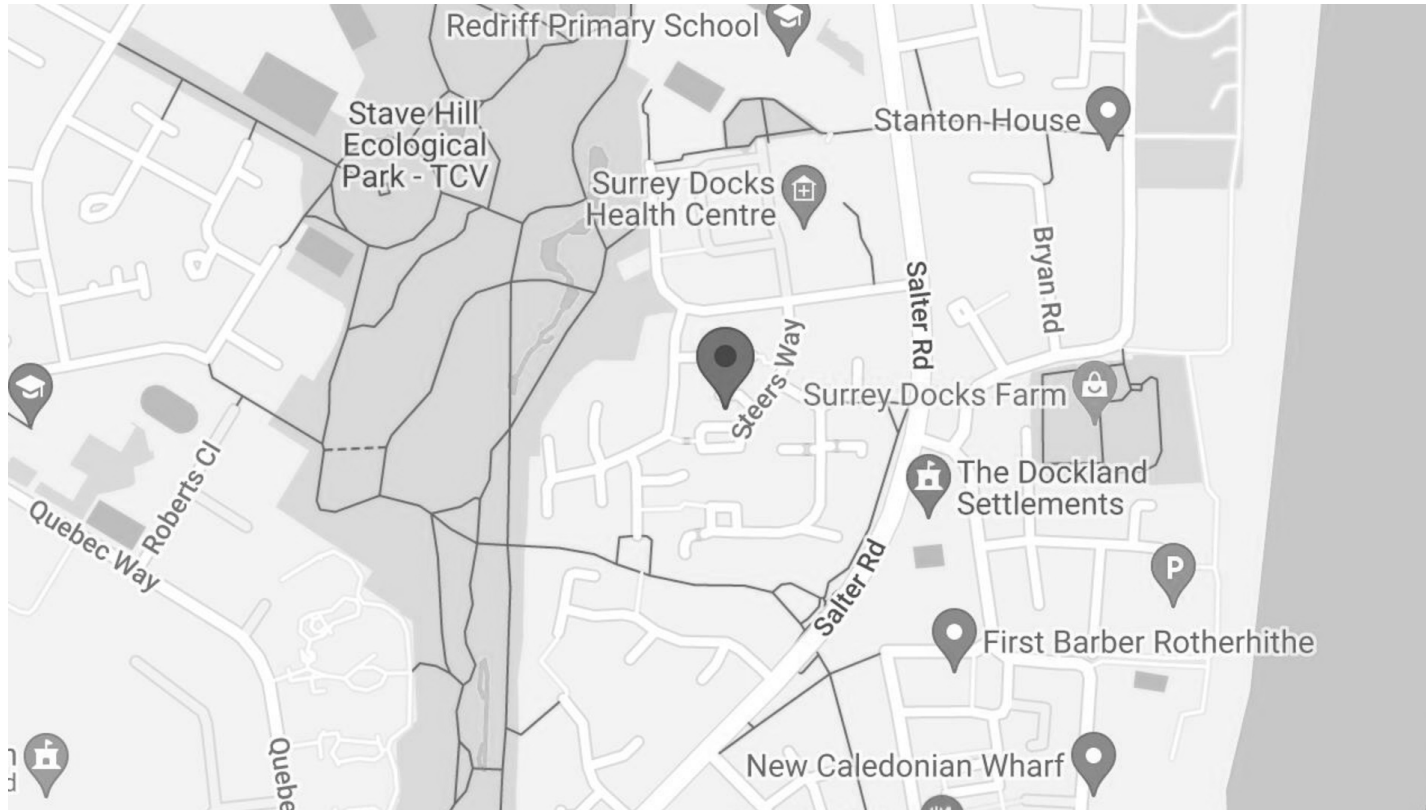 Redriff Primary School
Stave Hill
Ecological
Park - TCV
Stanton House
Surrey Docks
Health Centre
Bryan Rd
Salter Rd
Steers Way
Surrey Docks Farm
Roberts Cl
Quebec Way
The Dockland
Settlements
P
Salter Rd
First Barber Rotherhithe
Quebe
New Caledonian Wharf
n
d